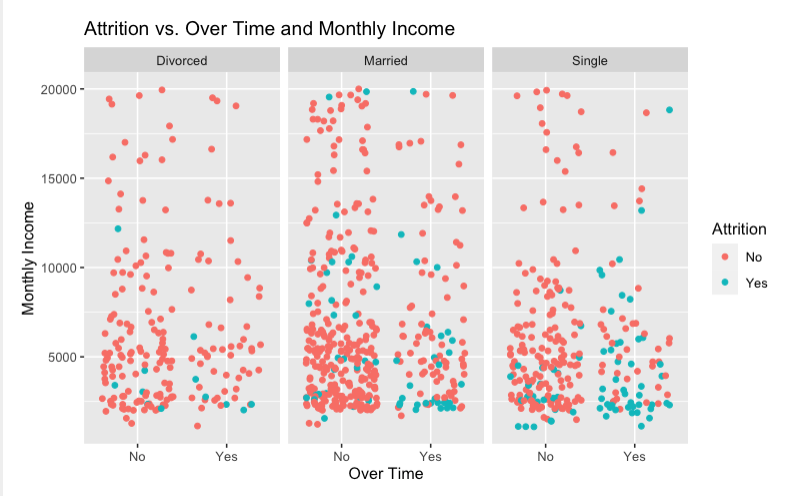 Attrition vs. Over Time and Monthly Income
Divorced
Married
Single
20000
15000
10000
5000
Monthly Income
No
Yes
No
Yes
No
Yes
Over Time
Attrition
No
Yes